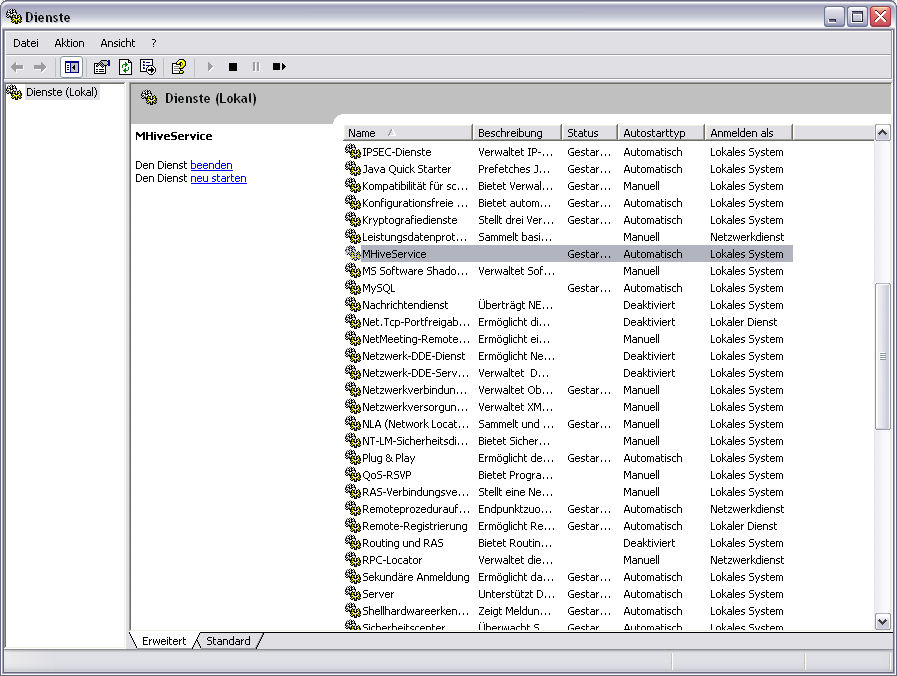 Dienste
Datei Aktion Ansicht ?
Dienste (Lokal)
Dienste (Lokal)
MHiveService
Den Dienst beenden
Den Dienst neu starten
Name Beschreibung Status Autostarttyp Anmelden als
IPSEC-Dienste Verwaltet IP-... Gestar... Automatisch Lokales System
Java Quick Starter Prefetches J... Gestar... Automatisch Lokales System
Kompatibilität für sc... Bietet Verwal... Gestar... Manuell Lokales System
Konfigurationsfreie ... Bietet autom... Gestar... Automatisch Lokales System
Kryptografiedienste Stellt drei Ver... Gestar... Automatisch Lokales System
Leistungsdatenprot... Sammelt basi... Manuell Netzwerkdienst
MHiveService Gestar... Automatisch Lokales System
MS Software Shado... Verwaltet Sof... Manuell Lokales System
MySQL Gestar... Automatisch Lokales System
Nachrichtendienst Überträgt NE... Deaktiviert Lokales System
Net.Tcp-Portfreigab... Ermöglicht di... Deaktiviert Lokaler Dienst
NetMeeting-Remote... Ermöglicht ei... Manuell Lokales System
Netzwerk-DDE-Dienst Ermöglicht Ne... Deaktiviert Lokales System
Netzwerk-DDE-Serv... Verwaltet D... Deaktiviert Lokales System
Netzwerkverbindun... Verwaltet Ob... Gestar... Manuell Lokales System
Netzwerkversorgun... Verwaltet XM... Manuell Lokales System
NLA (Network Locat... Sammelt und ... Gestar... Manuell Lokales System
NT-LM-Sicherheitsdi... Bietet Sicher... Manuell Lokales System
Plug & Play Ermöglicht de... Gestar... Automatisch Lokales System
QoS-RSVP Bietet Progra... Manuell Lokales System
RAS-Verbindungsve... Stellt eine Ne... Manuell Lokales System
Remoteprozedurauf... Endpunktzuo... Gestar... Automatisch Netzwerkdienst
Remote-Registrierung Ermöglicht Re... Gestar... Automatisch Lokaler Dienst
Routing und RAS Bietet Routin... Deaktiviert Lokales System
RPC-Locator Verwaltet die... Manuell Netzwerkdienst
Sekundäre Anmeldung Ermöglicht da... Gestar... Automatisch Lokales System
Server Unterstützt D... Gestar... Automatisch Lokales System
Shellhardwareerken... Zeigt Meldun... Gestar... Automatisch Lokales System
Sicherheitscenter Überwacht S... Gestar... Automatisch Lokales System
Erweitert Standard